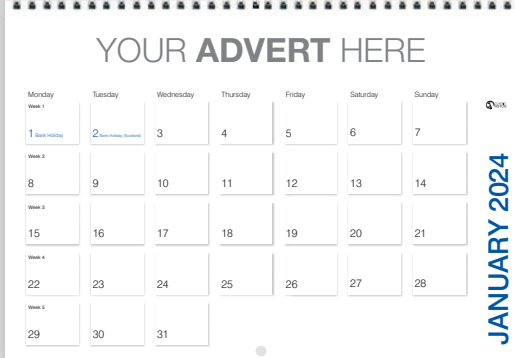 YOUR ADVERT HERE
Monday Tuesday Wednesday Thursday Friday Saturday Sunday
Week 1
1 Bank Holiday 2 Bank Holiday (Scotland) 3 4 5 6 7
Week 2
8 9 10 11 12 13 14
Week 3
15 16 17 18 19 20 21
Week 4
22 23 24 25 26 27 28
Week 5
29 30 31
JANUARY 2024